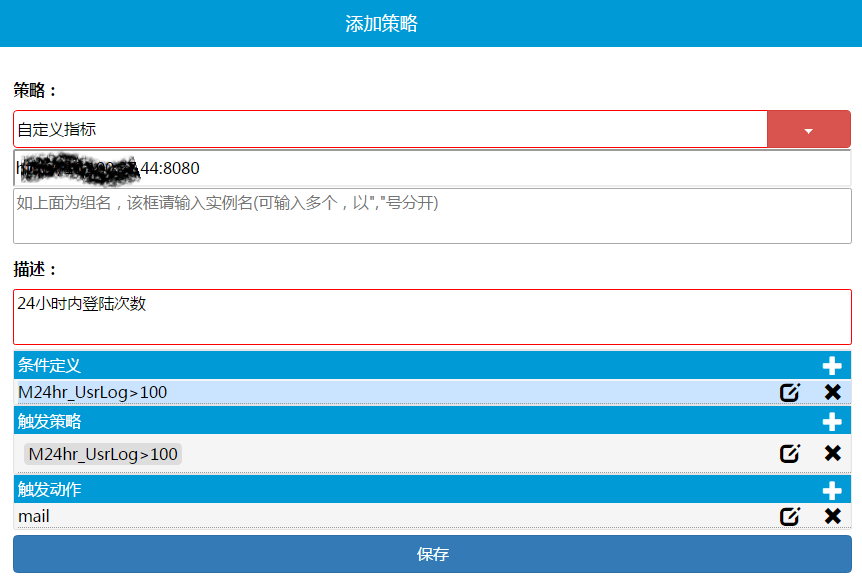 添加策略
策略：
自定义指标
44:8080
如上面为组名，该框请输入实例名(可输入多个，以","号分开)
描述：
24小时内登陆次数
条件定义
M24hr_UsrLog>100
触发策略
M24hr_UsrLog>100
触发动作
mail
保存